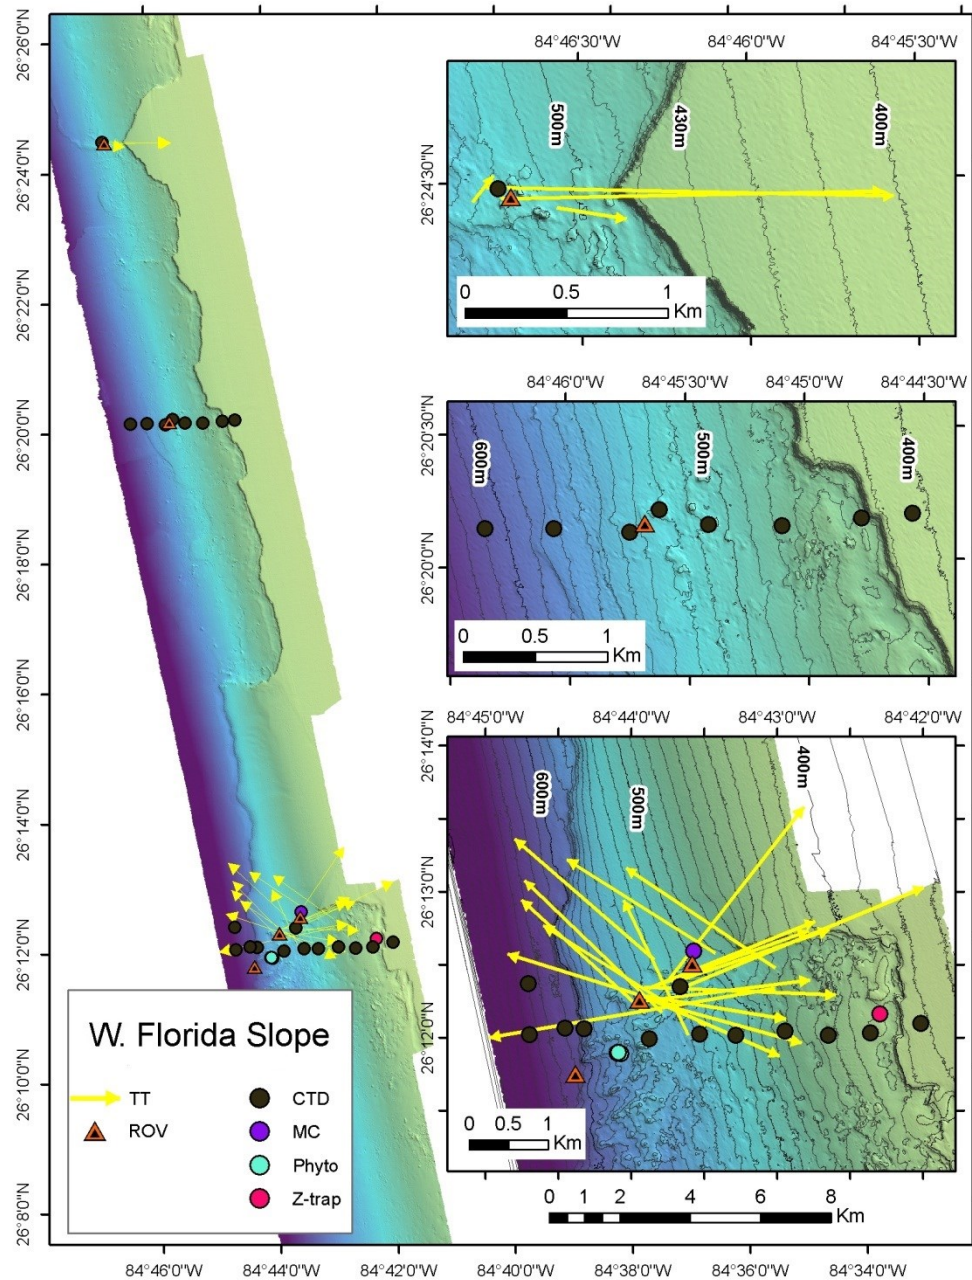 26°26'0"N
26°24'0"N
26°22'0"N
26°20'0"N
26°18'0"N
26°16'0"N
26°14'0"N
26°12'0"N
26°10'0"N
26°8'0"N
84°46'30"W 84°46'0"W 84°45'30"W
26°24'30"N
500m 430m 400m
0 0.5 1
Km
84°46'0"W 84°45'30"W 84°45'0"W 84°44'30"W
26°20'30"N
26°20'0"N
600m 500m 400m
0 0.5 1
Km
84°45'0"W 84°44'0"W 84°43'0"W 84°42'0"W
26°14'0"N
26°13'0"N
26°12'0"N
600m 500m 400m
0 0.5 1
Km
0 1 2 4 6 8
Km
W. Florida Slope
TT
ROV
CTD
MC
Phyto
Z-trap
84°46'0"W 84°44'0"W 84°42'0"W 84°40'0"W 84°38'0"W 84°36'0"W 84°34'0"W